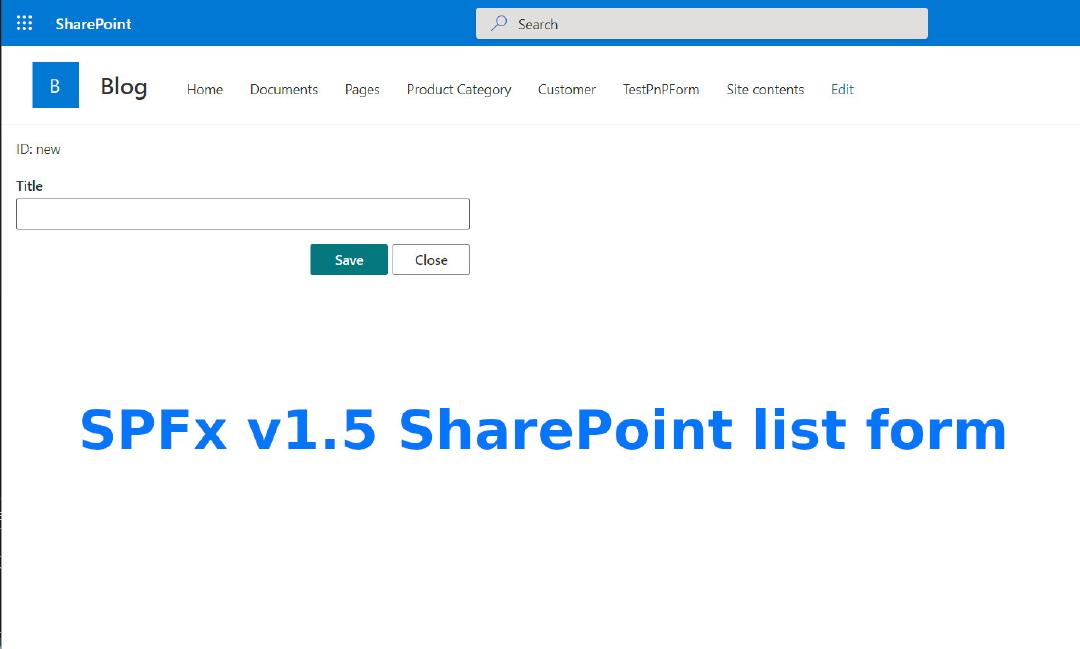 SharePoint
Search
B
Blog Home Documents Pages Product Category Customer TestPnPForm Site contents Edit
ID: new
Title
Save Close
SPFx v1.5 SharePoint list form